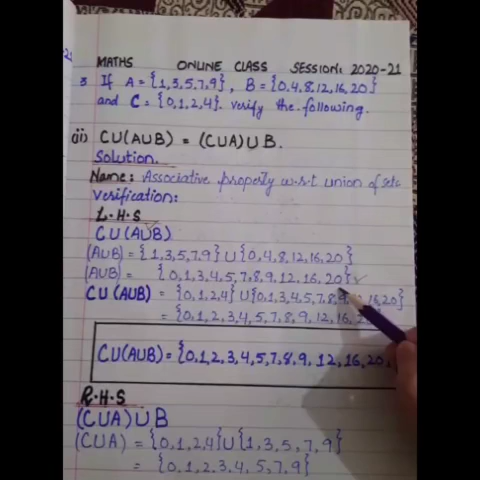 MATHS ONLINE CLASS SESSION: 2020-21
3 If A = {1,3,5,7,9}, B = {0,4,8,12,16,20}
and C = {0,1,2,4}. verify the following.
(ii) CU(AUB) = (CUA)UB.
Solution.
Name: Associative property w.r.t union of sets
Verification:
L.H.S
CU(AUB)
(AUB) = {1,3,5,7,9} U {0,4,8,12,16,20}
(AUB) = {0,1,3,4,5,7,8,9,12,16,20}
CU(AUB) = {0,1,2,4} U {0,1,3,4,5,7,8,9, 16,20}
= {0,1,2,3,4,5,7,8,9,12,16,
CU(AUB) = {0,1,2,3,4,5,7,8,9,12,16,20,
R.H.S
(CUA)UB
(CUA) = {0,1,2,4}U{1,3,5,7,9}
= {0,1,2,3,4,5,7,9}